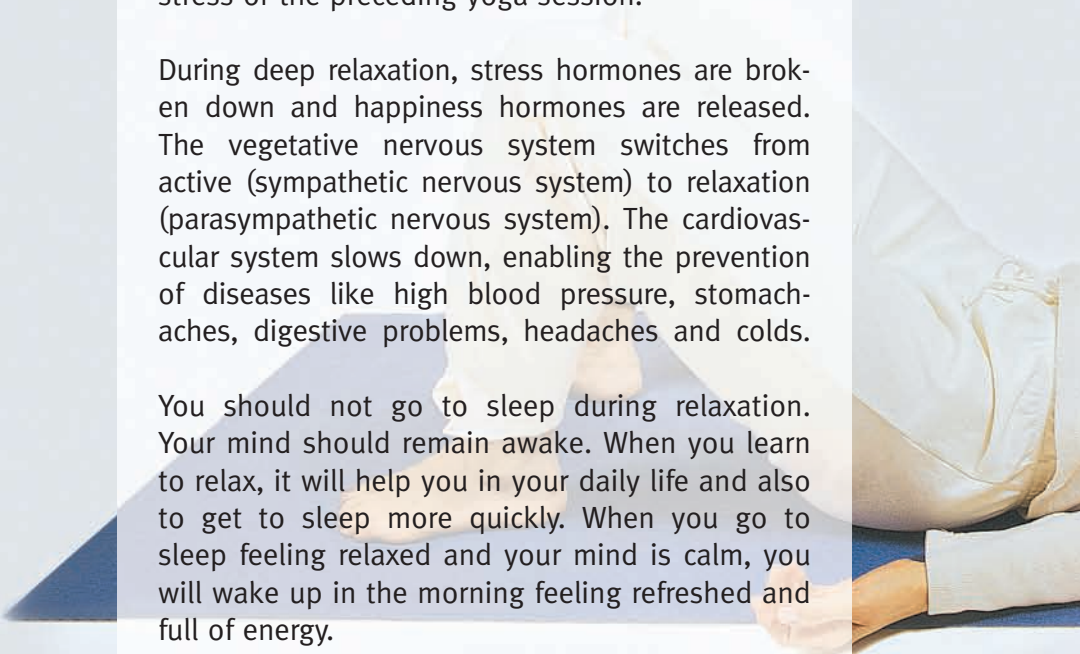 stress of the preceding yoga session.
During deep relaxation, stress hormones are brok-
en down and happiness hormones are released.
The vegetative nervous system switches from
active (sympathetic nervous system) to relaxation
(parasympathetic nervous system). The cardiovas-
cular system slows down, enabling the prevention
of diseases like high blood pressure, stomach-
aches, digestive problems, headaches and colds.
You should not go to sleep during relaxation.
Your mind should remain awake. When you learn
to relax, it will help you in your daily life and also
to get to sleep more quickly. When you go to
sleep feeling relaxed and your mind is calm, you
will wake up in the morning feeling refreshed and
full of energy.